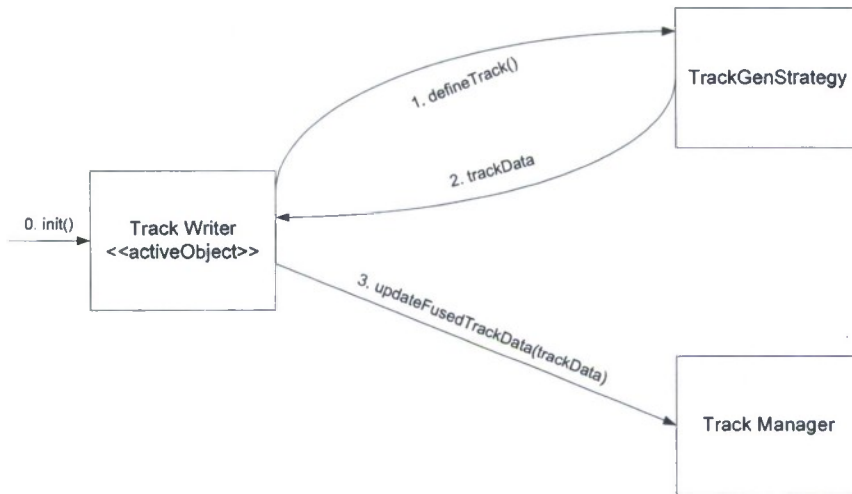 1. defineTrack()
TrackGenStrategy
2. trackData
0. init()
Track Writer
<<activeObject>>
3. updateFusedTrackData(trackData)
Track Manager